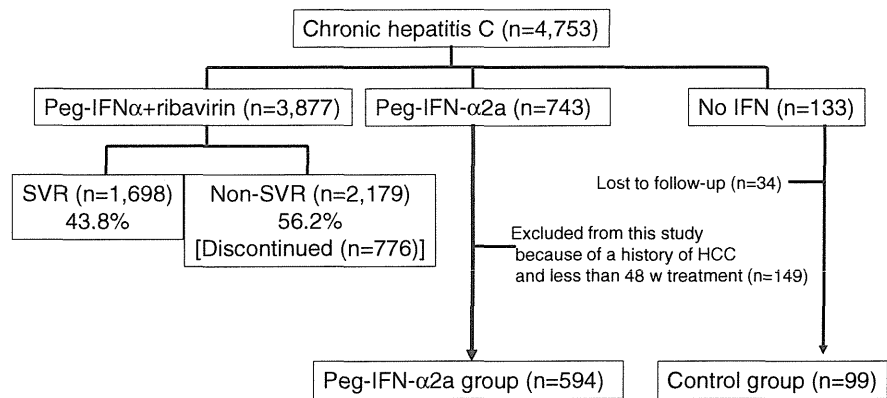 Chronic hepatitis C (n=4,753)
Peg-IFNα+ribavirin (n=3,877)
Peg-IFN-α2a (n=743)
No IFN (n=133)
SVR (n=1,698)
43.8%
Non-SVR (n=2,179)
56.2%
[Discontinued (n=776)]
Lost to follow-up (n=34)
Excluded from this study
because of a history of HCC
and less than 48 w treatment (n=149)
Peg-IFN-α2a group (n=594)
Control group (n=99)